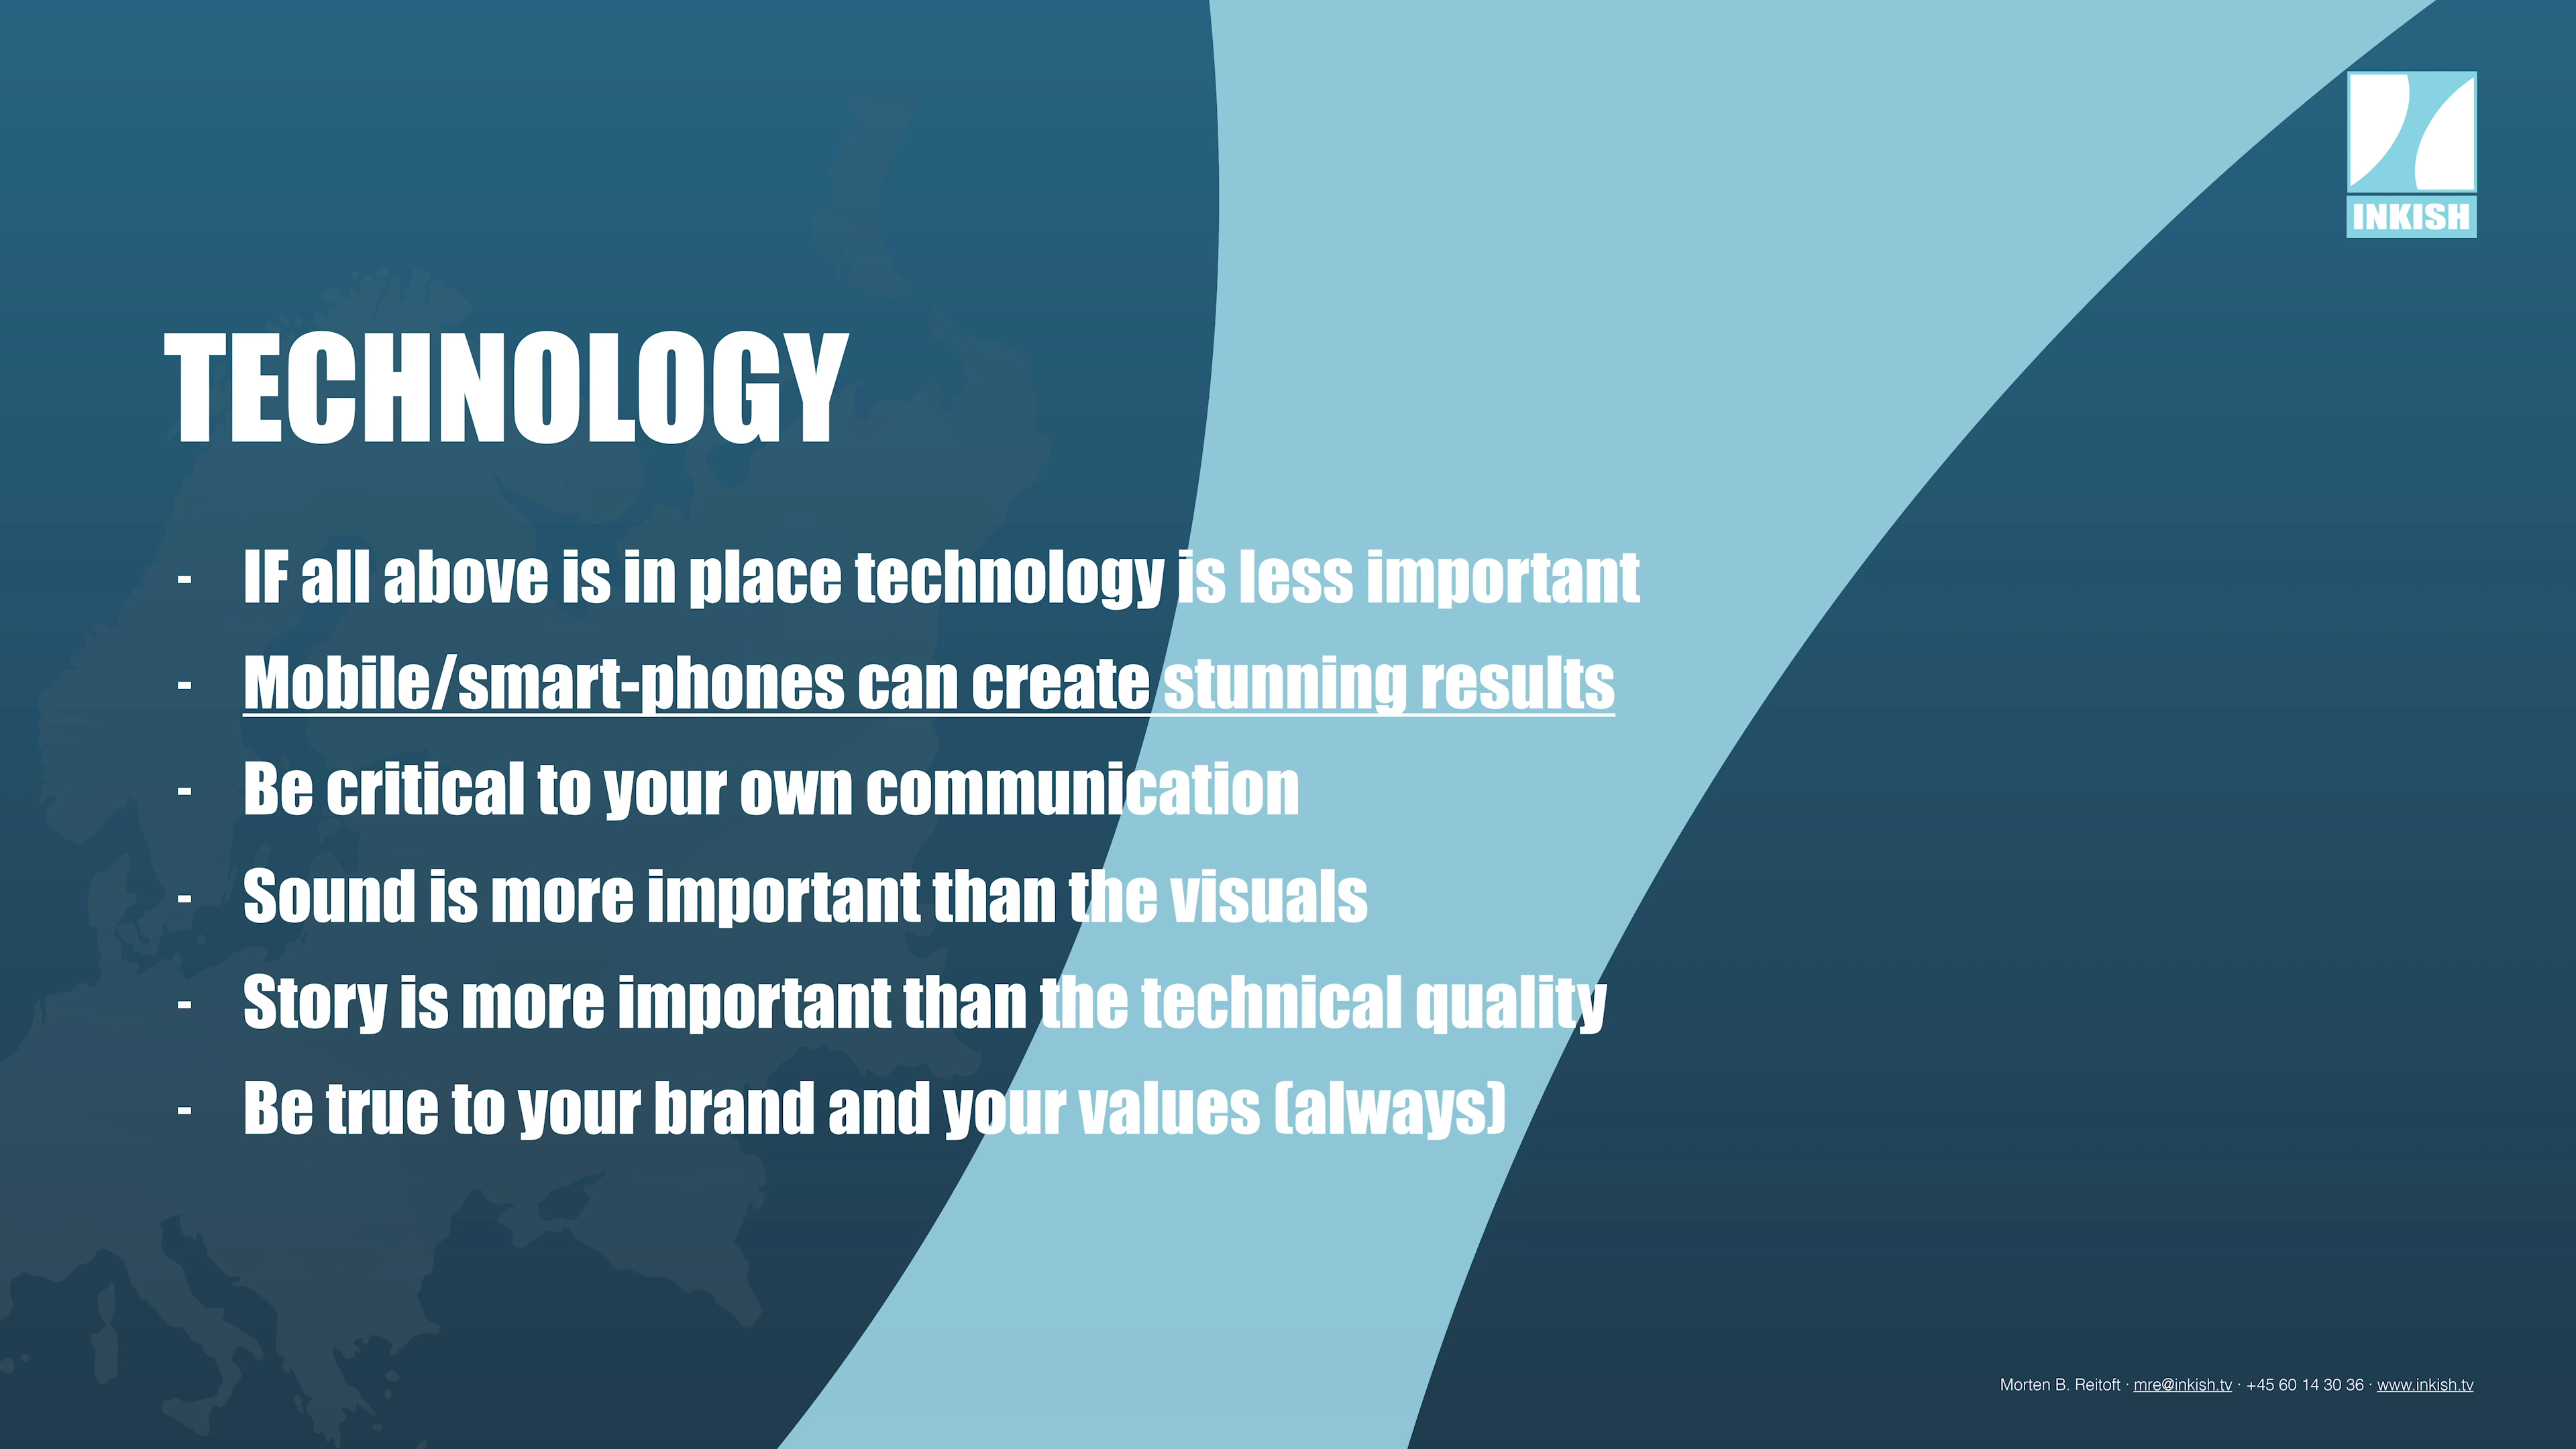 INKISH
TECHNOLOGY
- IF all above is in place technology is less important
- Mobile/smart-phones can create stunning results
- Be critical to your own communication
- Sound is more important than the visuals
- Story is more important than the technical quality
- Be true to your brand and your values (always)
Morten B. Reitoft · mre@inkish.tv · +45 60 14 30 36 · www.inkish.tv